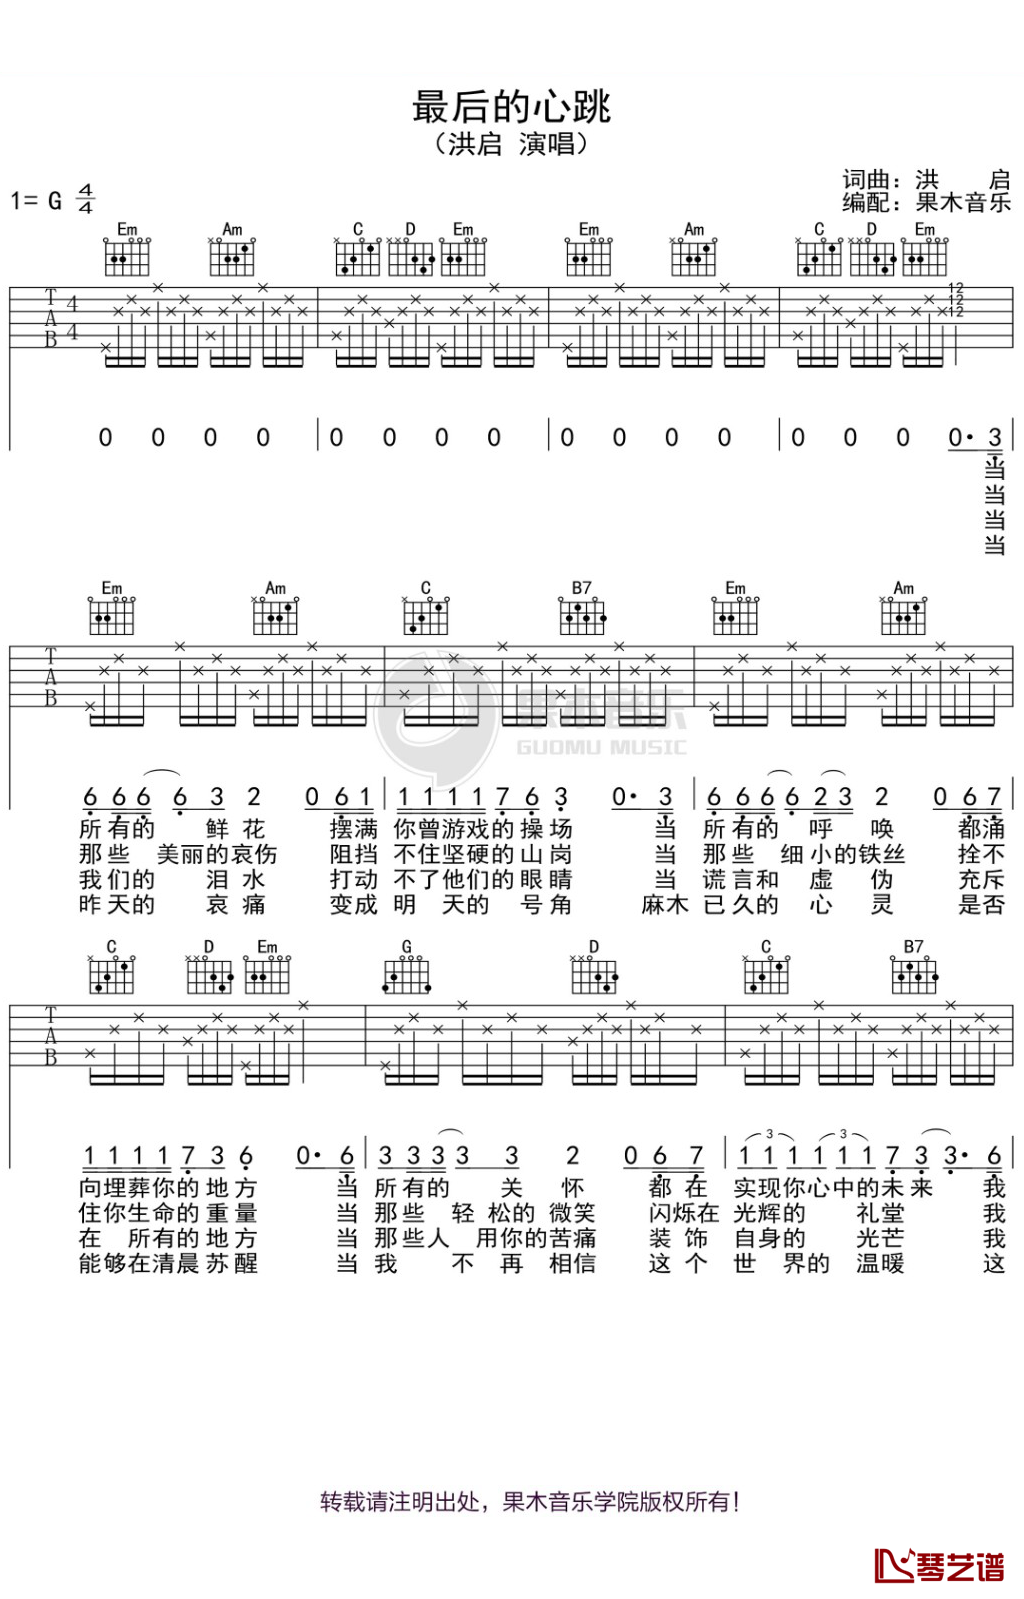 最后的心跳
（洪启 演唱）
词曲：洪 启
1= G 4/4
编配：果木音乐
Em Am C D Em Em Am C D Em
T A B 4 4
12
12
12
0 0 0 0 0 0 0 0 0 0 0 0 0 0 0 0· 3
当
当
当
当
Em Am C B7 Em Am
T A B
果木音乐
GUOMU MUSIC
6 6 6 6 3 2 0 6 1 1 1 1 1 7 6 3 0· 3 6 6 6 6 2 3 2 0 6 7
所有的 鲜花 摆满 你曾游戏的操场 当 所有的 呼 唤 都涌
那些 美丽的哀伤 阻挡 不住坚硬的山岗 当 那些 细小的铁丝 拴不
我们的 泪水 打动 不了他们的眼睛 当 谎言和 虚 伪 充斥
昨天的 哀痛 变成 明 天的 号角 麻木 已久的 心 灵 是否
C D Em G D C B7
T A B
1 1 1 1 7 3 6 0· 6 3 3 3 3 3 2 0 6 7 1 1 1 1 1 1 7 3 3· 6
3 3
向埋葬你的地方 当 所有的 关 怀 都在 实现你心中的未来 我
住你生命的重量 当 那些 轻松的微笑 闪烁在 光辉的 礼堂 我
在 所有的地方 当 那些人 用你的苦痛 装饰 自身的 光芒 我
能够在清晨苏醒 当 我 不再相信 这个 世界的温暖 这
转载请注明出处，果木音乐学院版权所有！
琴艺谱